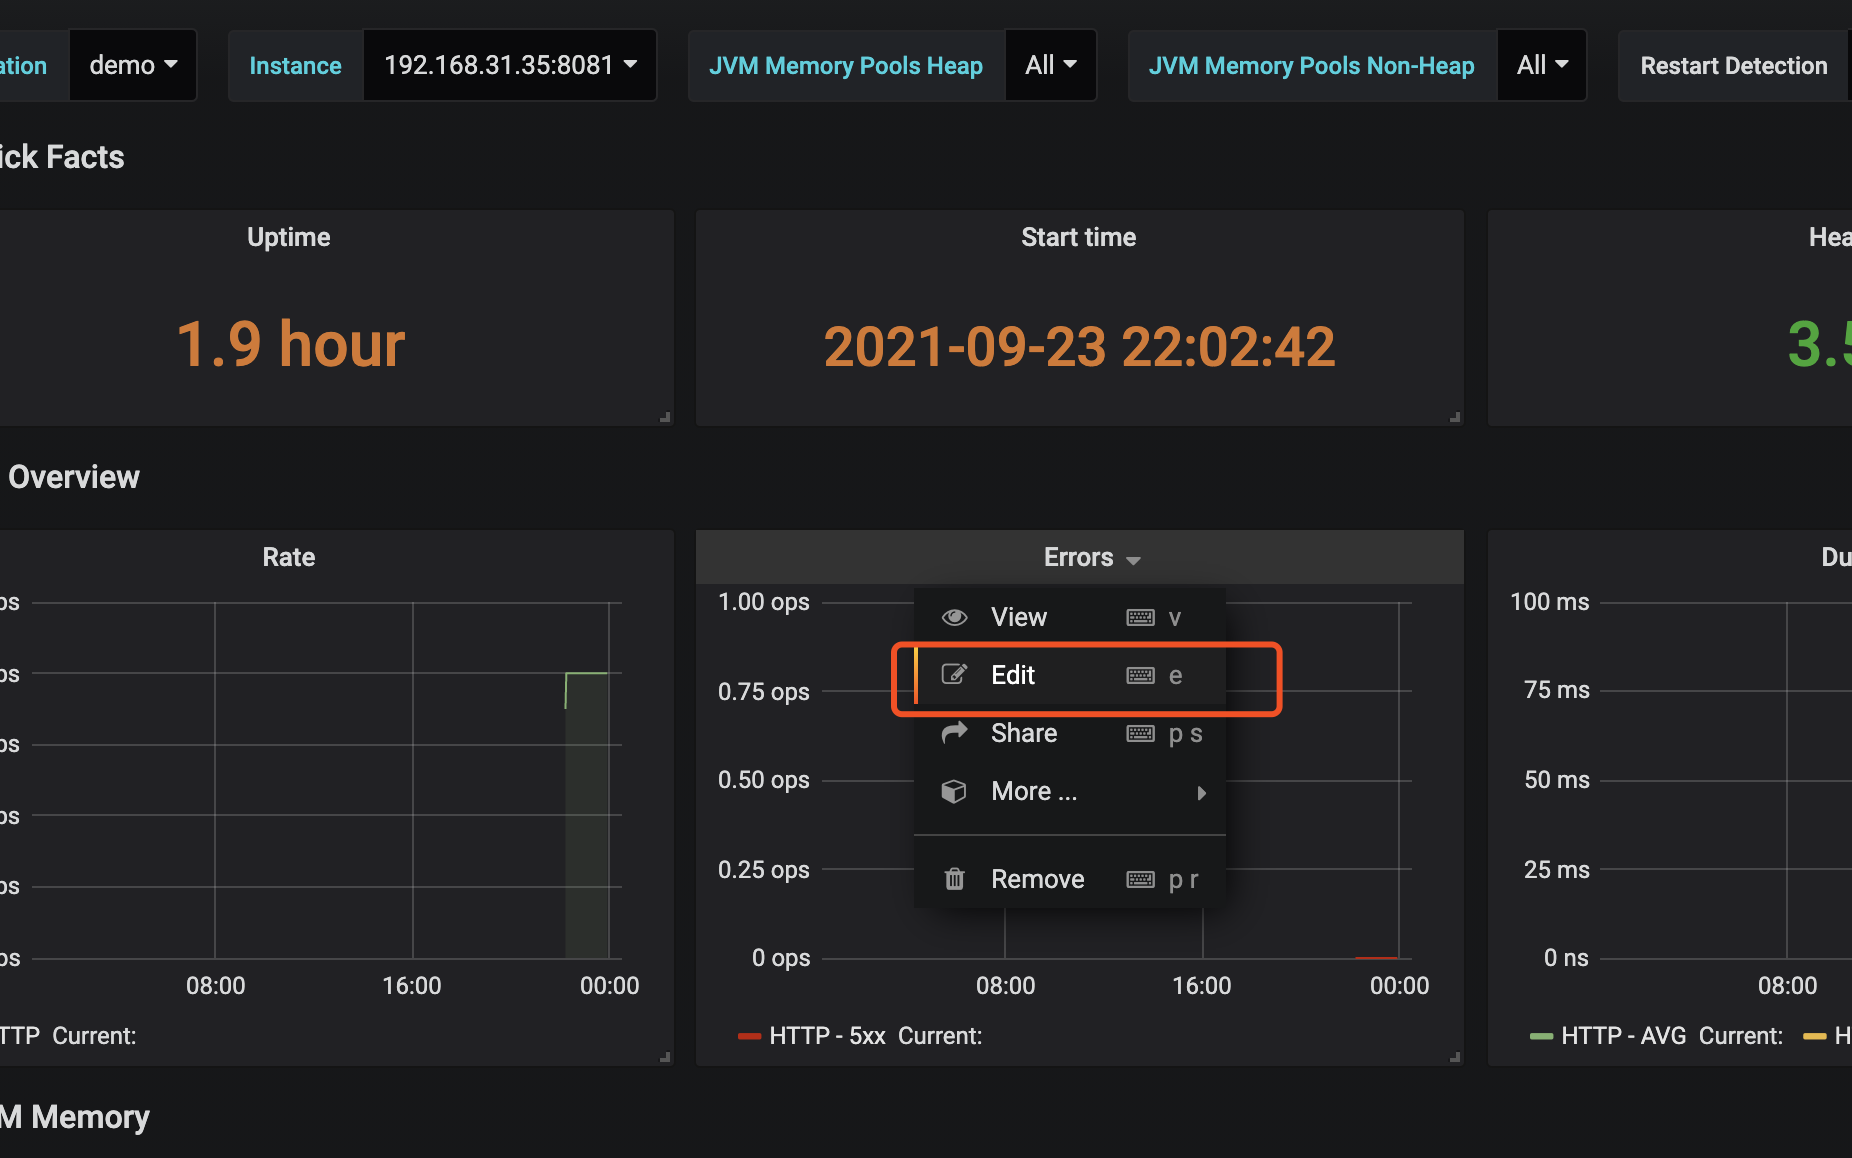 ation demo Instance 192.168.31.35:8081 JVM Memory Pools Heap All JVM Memory Pools Non-Heap All Restart Detection
ick Facts
Uptime
1.9 hour
Start time
2021-09-23 22:02:42
Hea
3.5
Overview
Rate
ps
ps
ps
ps
ps
ps
08:00 16:00 00:00
TTP Current:
Errors
1.00 ops
0.75 ops
0.50 ops
0.25 ops
0 ops
08:00 16:00 00:00
HTTP - 5xx Current:
View v
Edit e
Share p s
More ...
Remove p r
Du
100 ms
75 ms
50 ms
25 ms
0 ns
08:00
HTTP - AVG Current: H
M Memory